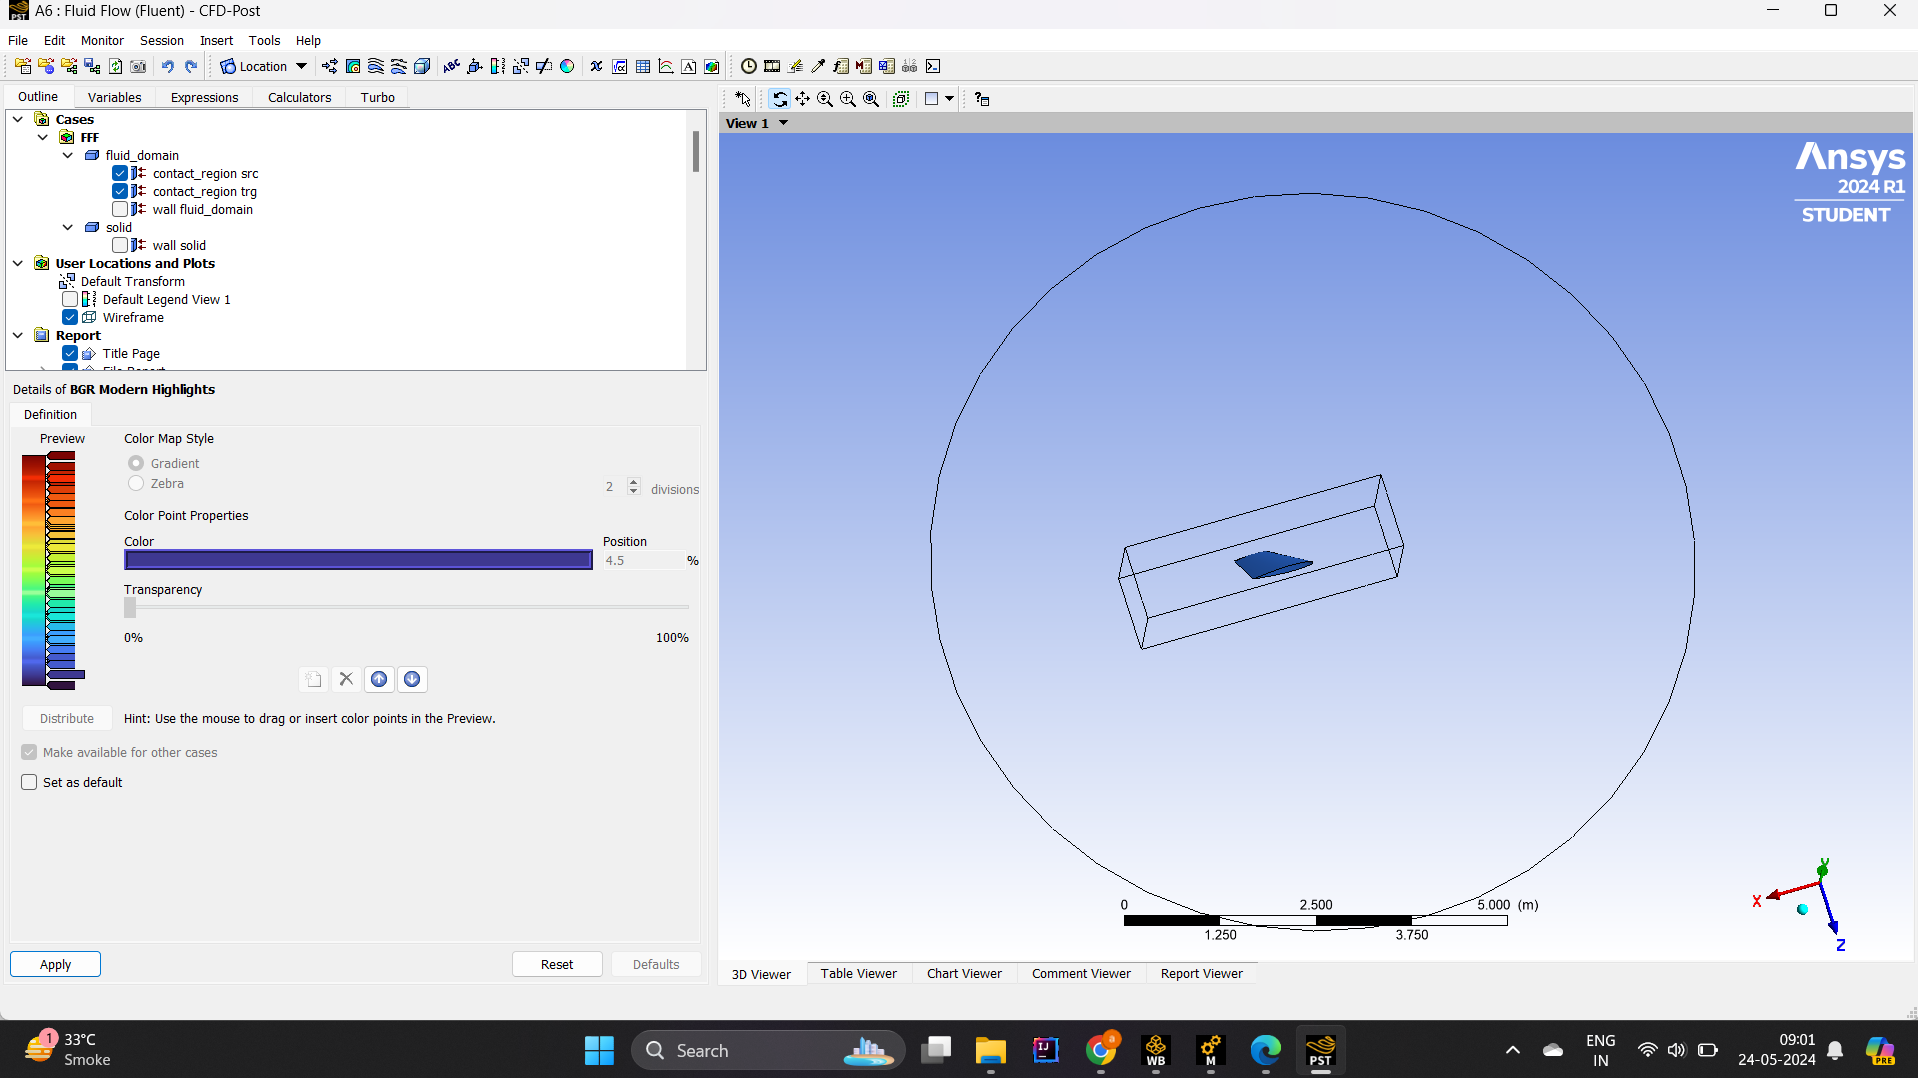 A6 : Fluid Flow (Fluent) - CFD-Post
File Edit Monitor Session Insert Tools Help
Location
Outline Variables Expressions Calculators Turbo
Cases
FFF
fluid_domain
contact_region src
contact_region trg
wall fluid_domain
solid
wall solid
User Locations and Plots
Default Transform
Default Legend View 1
Wireframe
Report
Title Page
Details of BGR Modern Highlights
Definition
Preview
Color Map Style
Gradient
Zebra
2 divisions
Color Point Properties
Color Position
4.5 %
Transparency
0% 100%
Distribute Hint: Use the mouse to drag or insert color points in the Preview.
Make available for other cases
Set as default
Apply Reset Defaults
View 1
Ansys
2024 R1
STUDENT
0 2.500 5.000 (m)
1.250 3.750
Y
X
Z
3D Viewer Table Viewer Chart Viewer Comment Viewer Report Viewer
1
33°C
Smoke
Search
IJ
a
WB
M
PST
ENG
IN
09:01
24-05-2024
PRE